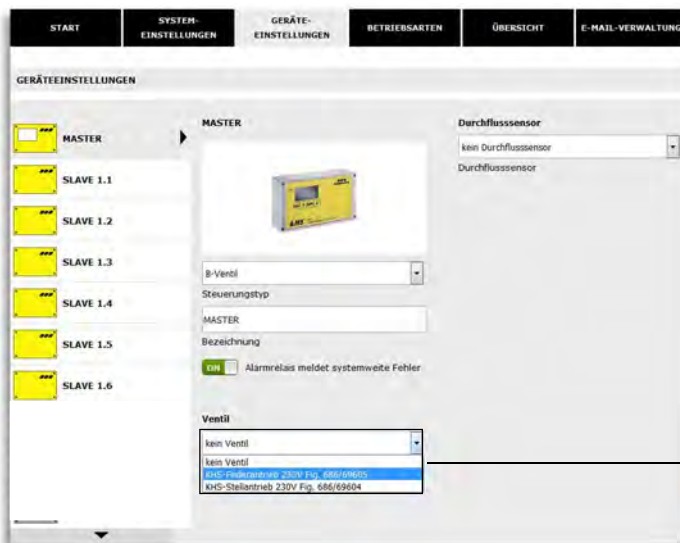 START
SYSTEM-
EINSTELLUNGEN
GERÄTE-
EINSTELLUNGEN
BETRIEBSARTEN
ÜBERSICHT
E-MAIL-VERWALTUNG
GERÄTEEINSTELLUNGEN
MASTER
SLAVE 1.1
SLAVE 1.2
SLAVE 1.3
SLAVE 1.4
SLAVE 1.5
SLAVE 1.6
MASTER
B-Ventil
Steuerungstyp
MASTER
Bezeichnung
ON Alarmrelais meldet systemweite Fehler
Ventil
kein Ventil
kein Ventil
KHS-Federantrieb 230V Fig. 686/69605
KHS-Stellantrieb 230V Fig. 686/69604
Durchflusssensor
kein Durchflusssensor
Durchflusssensor